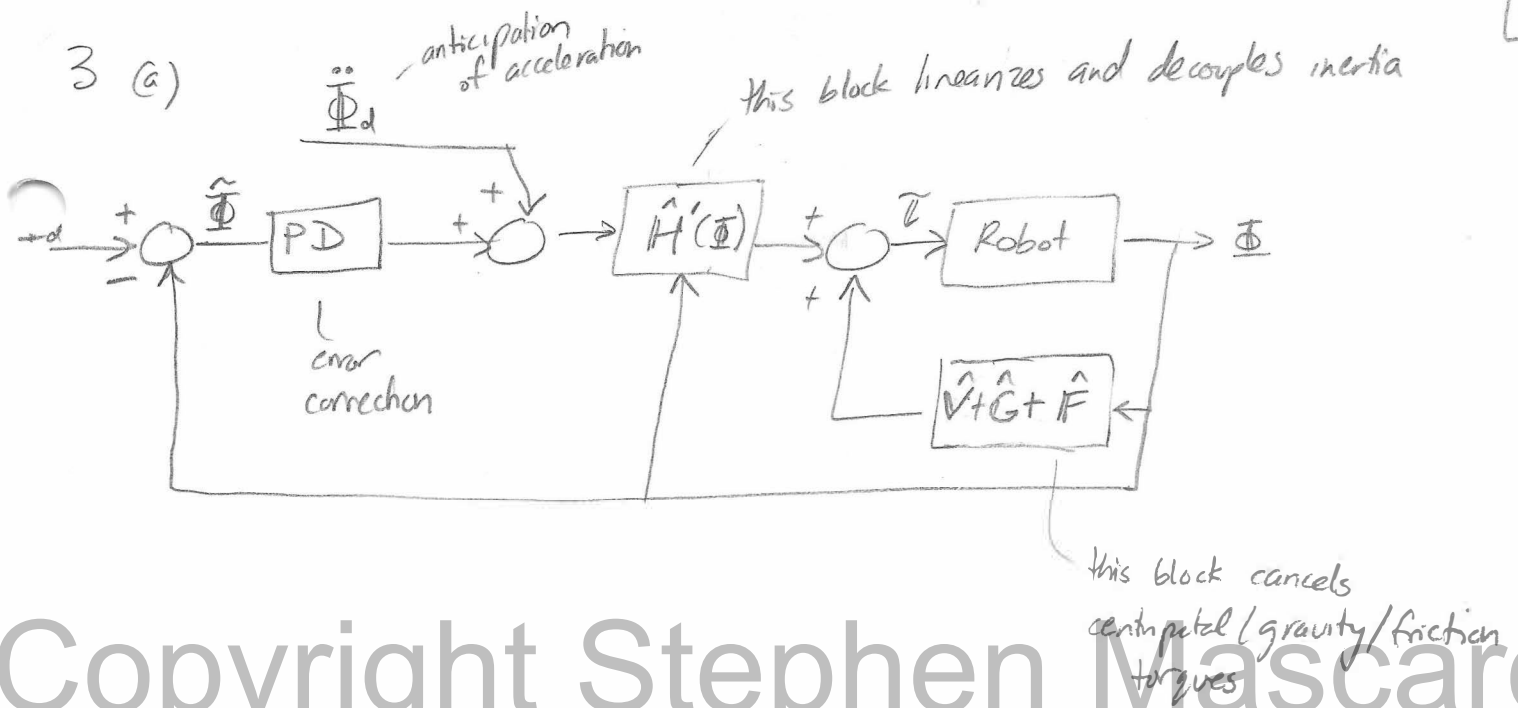 3 (a)
Φ̈d
anticipation
of acceleration
this block linearizes and decouples inertia
+
-
Φ̃
PD
+
+
Ĥ'(Φ)
+
+
τ
Robot
Φ
error
correction
V̂+Ĝ+F̂
this block cancels
centripetal/gravity/friction
torques
Copyright Stephen Mascaro